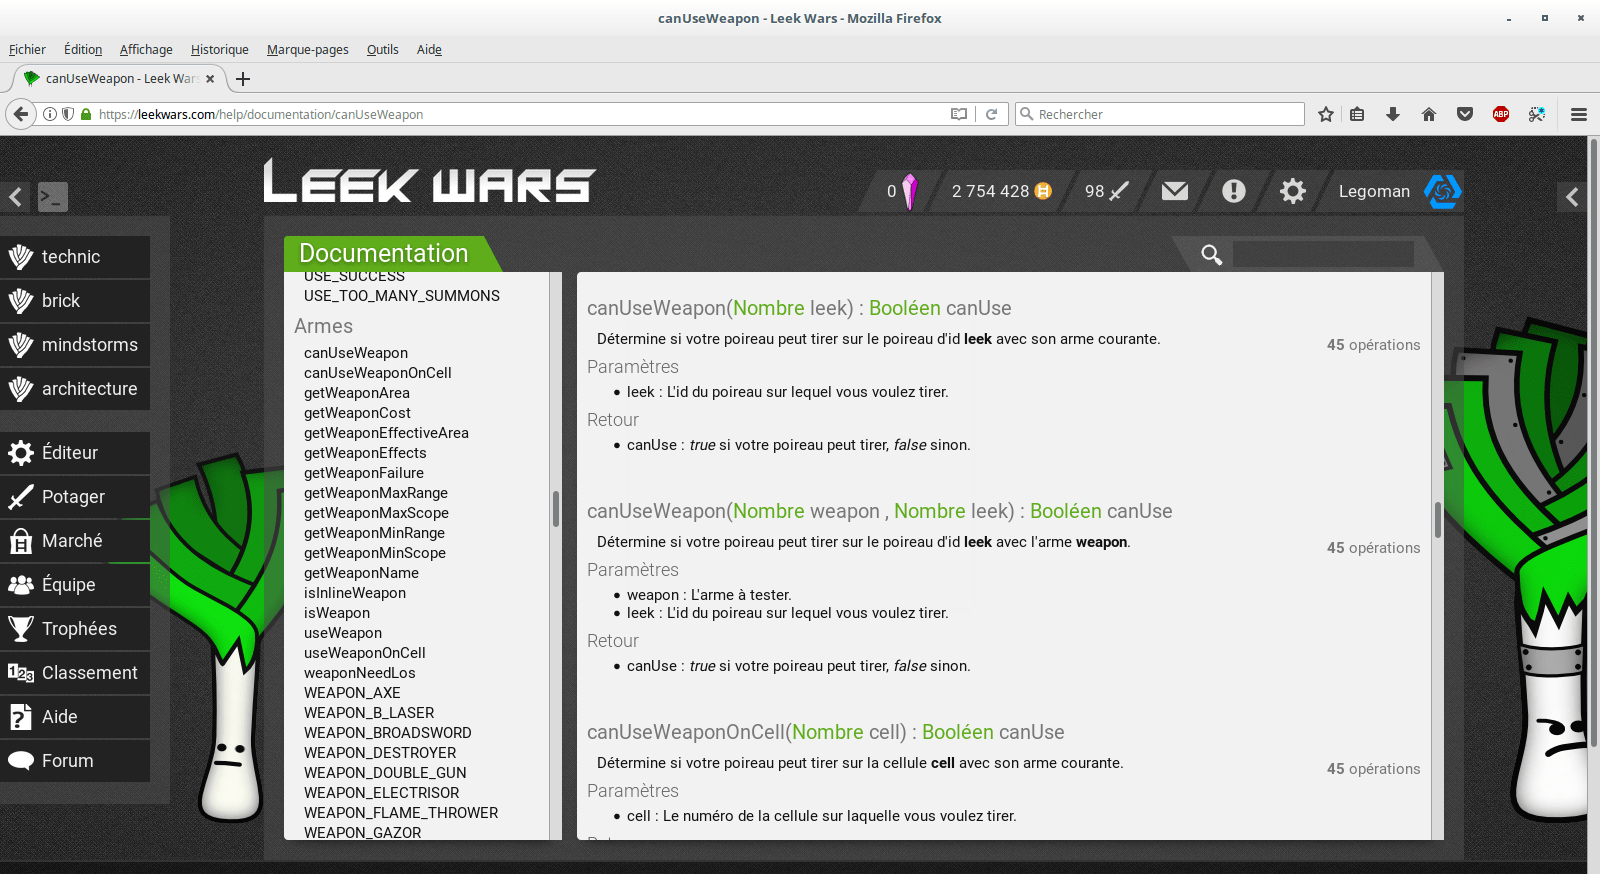 canUseWeapon - Leek Wars - Mozilla Firefox
Fichier Édition Affichage Historique Marque-pages Outils Aide
canUseWeapon - Leek Wars
https://leekwars.com/help/documentation/canUseWeapon
Rechercher
ABP
LEEK WARS
0
2 754 428
98
Legoman
>_
technic
brick
mindstorms
architecture
Éditeur
Potager
Marché
Équipe
Trophées
123 Classement
Aide
Forum
Documentation
USE_SUCCESS
USE_TOO_MANY_SUMMONS
Armes
canUseWeapon
canUseWeaponOnCell
getWeaponArea
getWeaponCost
getWeaponEffectiveArea
getWeaponEffects
getWeaponFailure
getWeaponMaxRange
getWeaponMaxScope
getWeaponMinRange
getWeaponMinScope
getWeaponName
isInlineWeapon
isWeapon
useWeapon
useWeaponOnCell
weaponNeedLos
WEAPON_AXE
WEAPON_B_LASER
WEAPON_BROADSWORD
WEAPON_DESTROYER
WEAPON_DOUBLE_GUN
WEAPON_ELECTRISOR
WEAPON_FLAME_THROWER
WEAPON_GAZOR
canUseWeapon(Nombre leek) : Booléen canUse
Détermine si votre poireau peut tirer sur le poireau d'id leek avec son arme courante.
45 opérations
Paramètres
• leek : L'id du poireau sur lequel vous voulez tirer.
Retour
• canUse : true si votre poireau peut tirer, false sinon.
canUseWeapon(Nombre weapon , Nombre leek) : Booléen canUse
Détermine si votre poireau peut tirer sur le poireau d'id leek avec l'arme weapon.
45 opérations
Paramètres
• weapon : L'arme à tester.
• leek : L'id du poireau sur lequel vous voulez tirer.
Retour
• canUse : true si votre poireau peut tirer, false sinon.
canUseWeaponOnCell(Nombre cell) : Booléen canUse
Détermine si votre poireau peut tirer sur la cellule cell avec son arme courante.
45 opérations
Paramètres
• cell : Le numéro de la cellule sur laquelle vous voulez tirer.